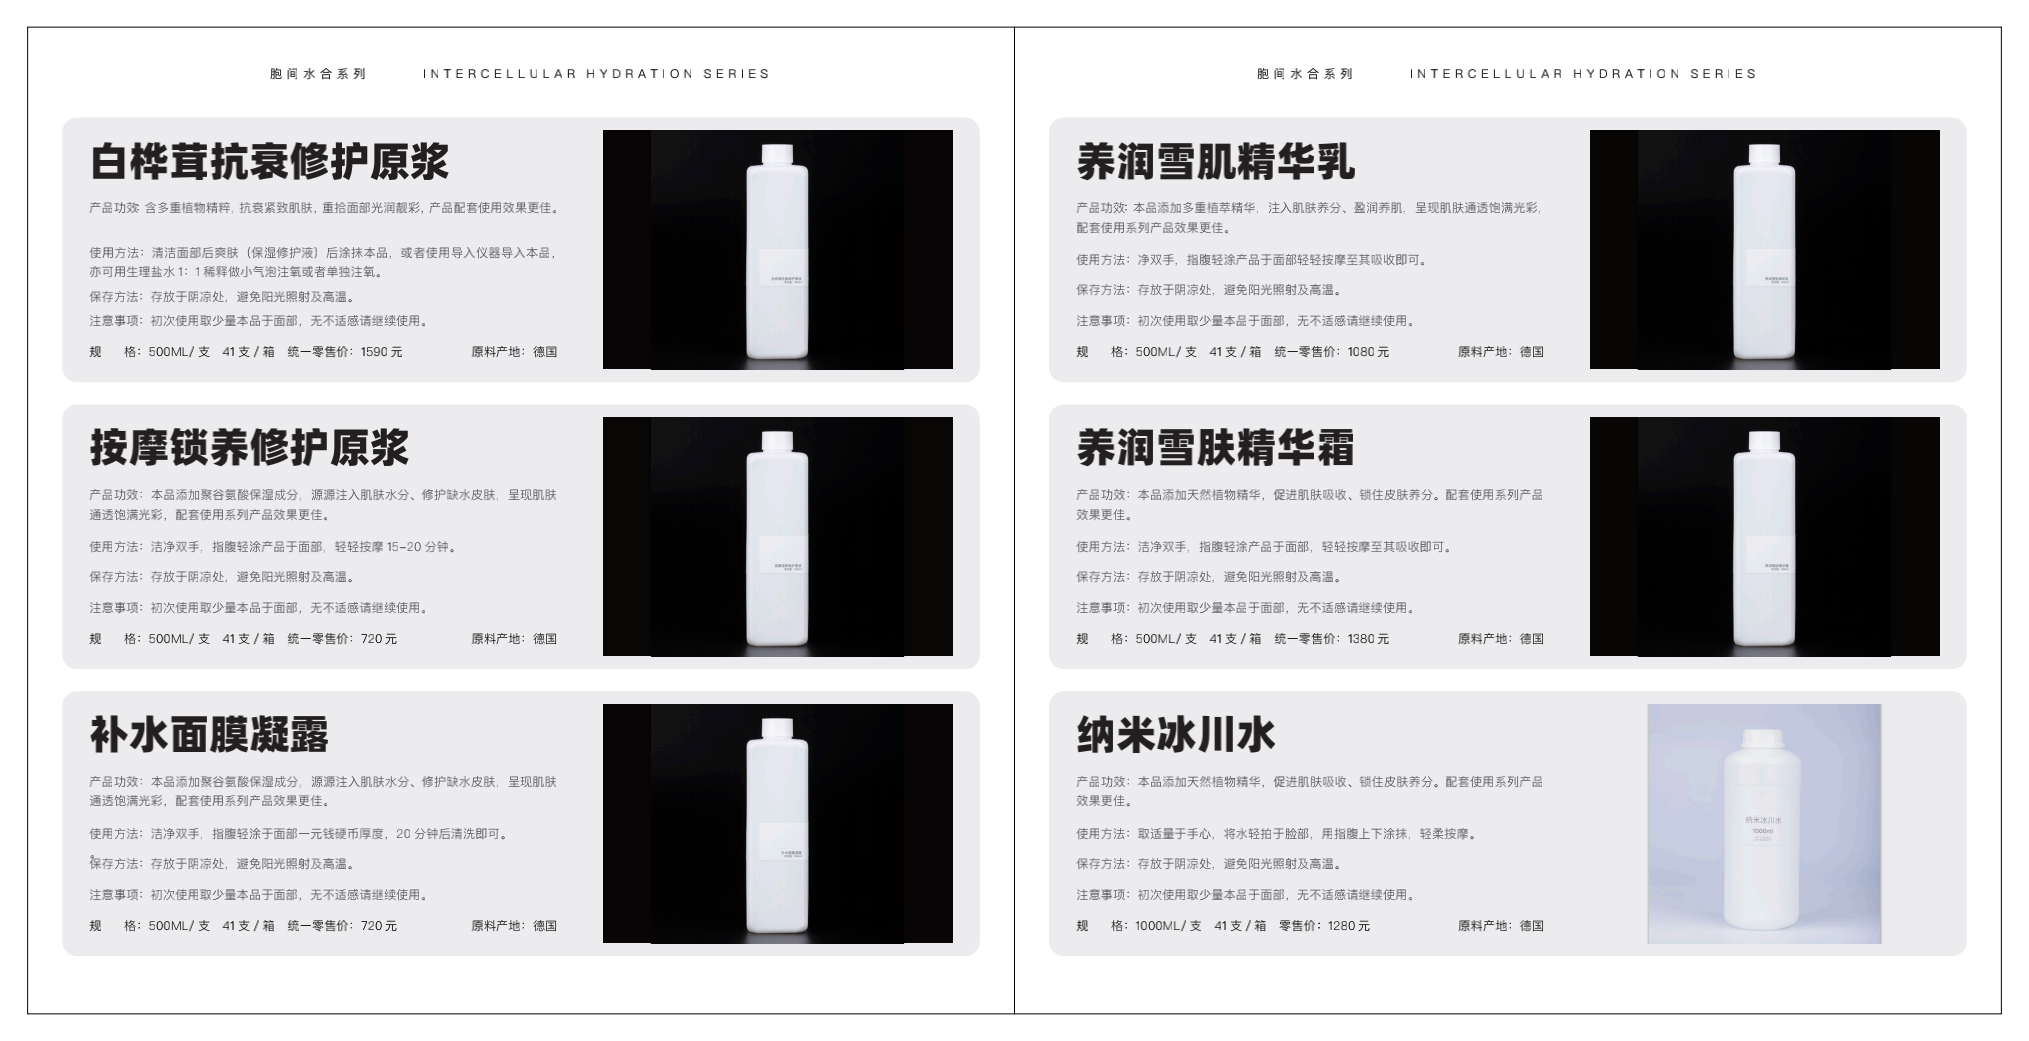 胞间水合系列 INTERCELLULAR HYDRATION SERIES
白桦茸抗衰修护原浆
产品功效: 含多重植物精粹, 抗衰紧致肌肤, 重拾面部光润靓彩, 产品配套使用效果更佳。
使用方法: 清洁面部后爽肤（保湿修护液）后涂抹本品, 或者使用导入仪器导入本品,
亦可用生理盐水1: 1稀释做小气泡注氧或者单独注氧。
保存方法: 存放于阴凉处, 避免阳光照射及高温。
注意事项: 初次使用取少量本品于面部, 无不适感请继续使用。
规 格: 500ML/支 41支/箱 统一零售价: 1590元 原料产地: 德国
按摩锁养修护原浆
产品功效: 本品添加聚谷氨酸保湿成分, 源源注入肌肤水分、修护缺水皮肤, 呈现肌肤
通透饱满光彩, 配套使用系列产品效果更佳。
使用方法: 洁净双手, 指腹轻涂产品于面部, 轻轻按摩15-20分钟。
保存方法: 存放于阴凉处, 避免阳光照射及高温。
注意事项: 初次使用取少量本品于面部, 无不适感请继续使用。
规 格: 500ML/支 41支/箱 统一零售价: 720元 原料产地: 德国
补水面膜凝露
产品功效: 本品添加聚谷氨酸保湿成分, 源源注入肌肤水分、修护缺水皮肤, 呈现肌肤
通透饱满光彩, 配套使用系列产品效果更佳。
使用方法: 洁净双手, 指腹轻涂于面部一元钱硬币厚度, 20分钟后清洗即可。
保存方法: 存放于阴凉处, 避免阳光照射及高温。
注意事项: 初次使用取少量本品于面部, 无不适感请继续使用。
规 格: 500ML/支 41支/箱 统一零售价: 720元 原料产地: 德国
胞间水合系列 INTERCELLULAR HYDRATION SERIES
养润雪肌精华乳
产品功效: 本品添加多重植萃精华, 注入肌肤养分、盈润养肌, 呈现肌肤通透饱满光彩,
配套使用系列产品效果更佳。
使用方法: 净双手, 指腹轻涂产品于面部轻轻按摩至其吸收即可。
保存方法: 存放于阴凉处, 避免阳光照射及高温。
注意事项: 初次使用取少量本品于面部, 无不适感请继续使用。
规 格: 500ML/支 41支/箱 统一零售价: 1080元 原料产地: 德国
养润雪肤精华霜
产品功效: 本品添加天然植物精华, 促进肌肤吸收、锁住皮肤养分。配套使用系列产品
效果更佳。
使用方法: 洁净双手, 指腹轻涂产品于面部, 轻轻按摩至其吸收即可。
保存方法: 存放于阴凉处, 避免阳光照射及高温。
注意事项: 初次使用取少量本品于面部, 无不适感请继续使用。
规 格: 500ML/支 41支/箱 统一零售价: 1380元 原料产地: 德国
纳米冰川水
产品功效: 本品添加天然植物精华, 促进肌肤吸收、锁住皮肤养分。配套使用系列产品
效果更佳。
使用方法: 取适量于手心, 将水轻拍于脸部, 用指腹上下涂抹, 轻柔按摩。
保存方法: 存放于阴凉处, 避免阳光照射及高温。
注意事项: 初次使用取少量本品于面部, 无不适感请继续使用。
规 格: 1000ML/支 41支/箱 零售价: 1280元 原料产地: 德国
纳米冰川水
1000ml